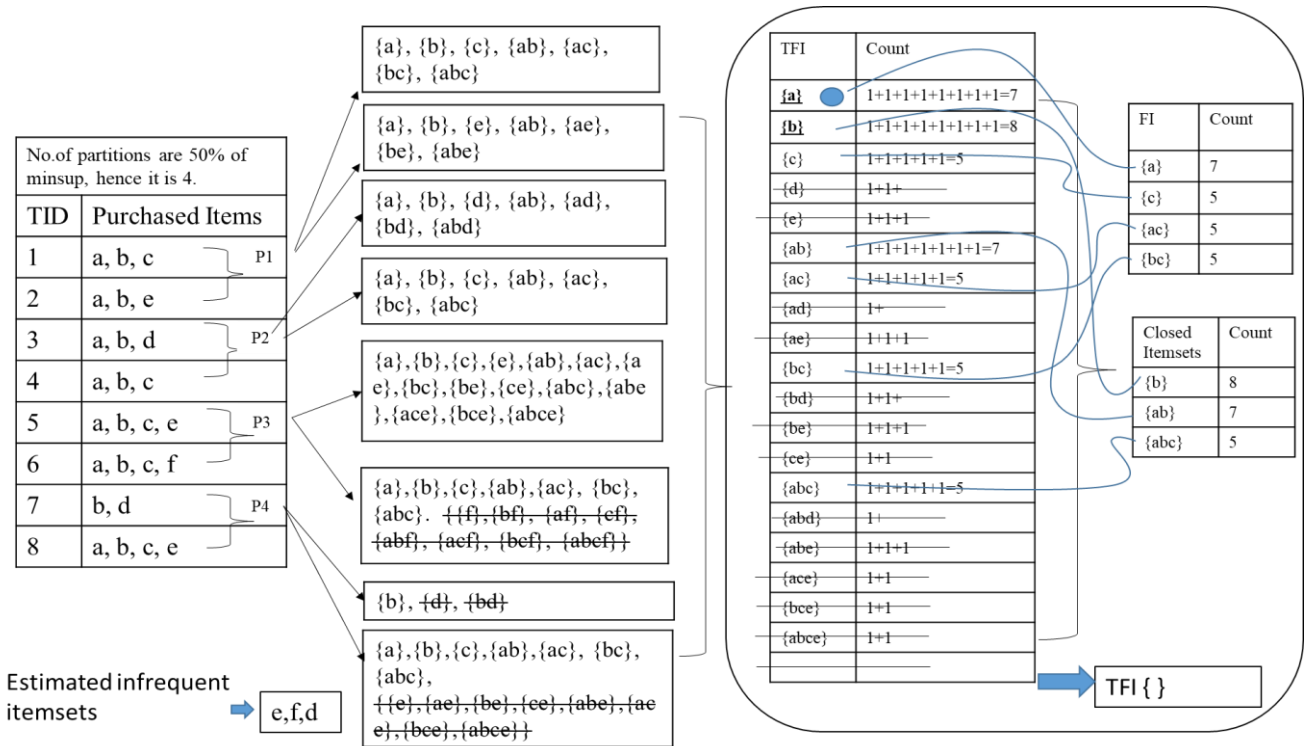 No.of partitions are 50% of
minsup, hence it is 4.
TID Purchased Items
1 a, b, c
P1
2 a, b, e
3 a, b, d
P2
4 a, b, c
5 a, b, c, e
P3
6 a, b, c, f
7 b, d
P4
8 a, b, c, e
Estimated infrequent
itemsets
e,f,d
{a}, {b}, {c}, {ab}, {ac},
{bc}, {abc}
{a}, {b}, {e}, {ab}, {ae},
{be}, {abe}
{a}, {b}, {d}, {ab}, {ad},
{bd}, {abd}
{a}, {b}, {c}, {ab}, {ac},
{bc}, {abc}
{a},{b},{c},{e},{ab},{ac},{a
e},{bc},{be},{ce},{abc},{abe
},{ace},{bce},{abce}
{a},{b},{c},{ab},{ac}, {bc},
{abc}. {{f},{bf}, {af}, {cf},
{abf}, {acf}, {bcf}, {abcf}}
{b}, {d}, {bd}
{a},{b},{c},{ab},{ac}, {bc},
{abc},
{{e},{ae},{be},{ce},{abe},{ac
e},{bce},{abce}}
TFI Count
{a} 1+1+1+1+1+1+1+1=7
{b} 1+1+1+1+1+1+1+1=8
{c} 1+1+1+1+1=5
{d} 1+1+
{e} 1+1+1
{ab} 1+1+1+1+1+1+1=7
{ac} 1+1+1+1+1=5
{ad} 1+
{ae} 1+1+1
{bc} 1+1+1+1+1=5
{bd} 1+1+
{be} 1+1+1
{ce} 1+1
{abc} 1+1+1+1+1=5
{abd} 1+
{abe} 1+1+1
{ace} 1+1
{bce} 1+1
{abce} 1+1
TFI { }
FI Count
{a} 7
{c} 5
{ac} 5
{bc} 5
Closed Count
Itemsets
{b} 8
{ab} 7
{abc} 5